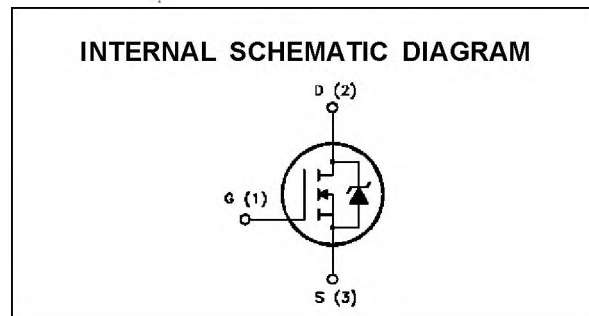 INTERNAL SCHEMATIC DIAGRAM
D (2)
G (1)
S (3)